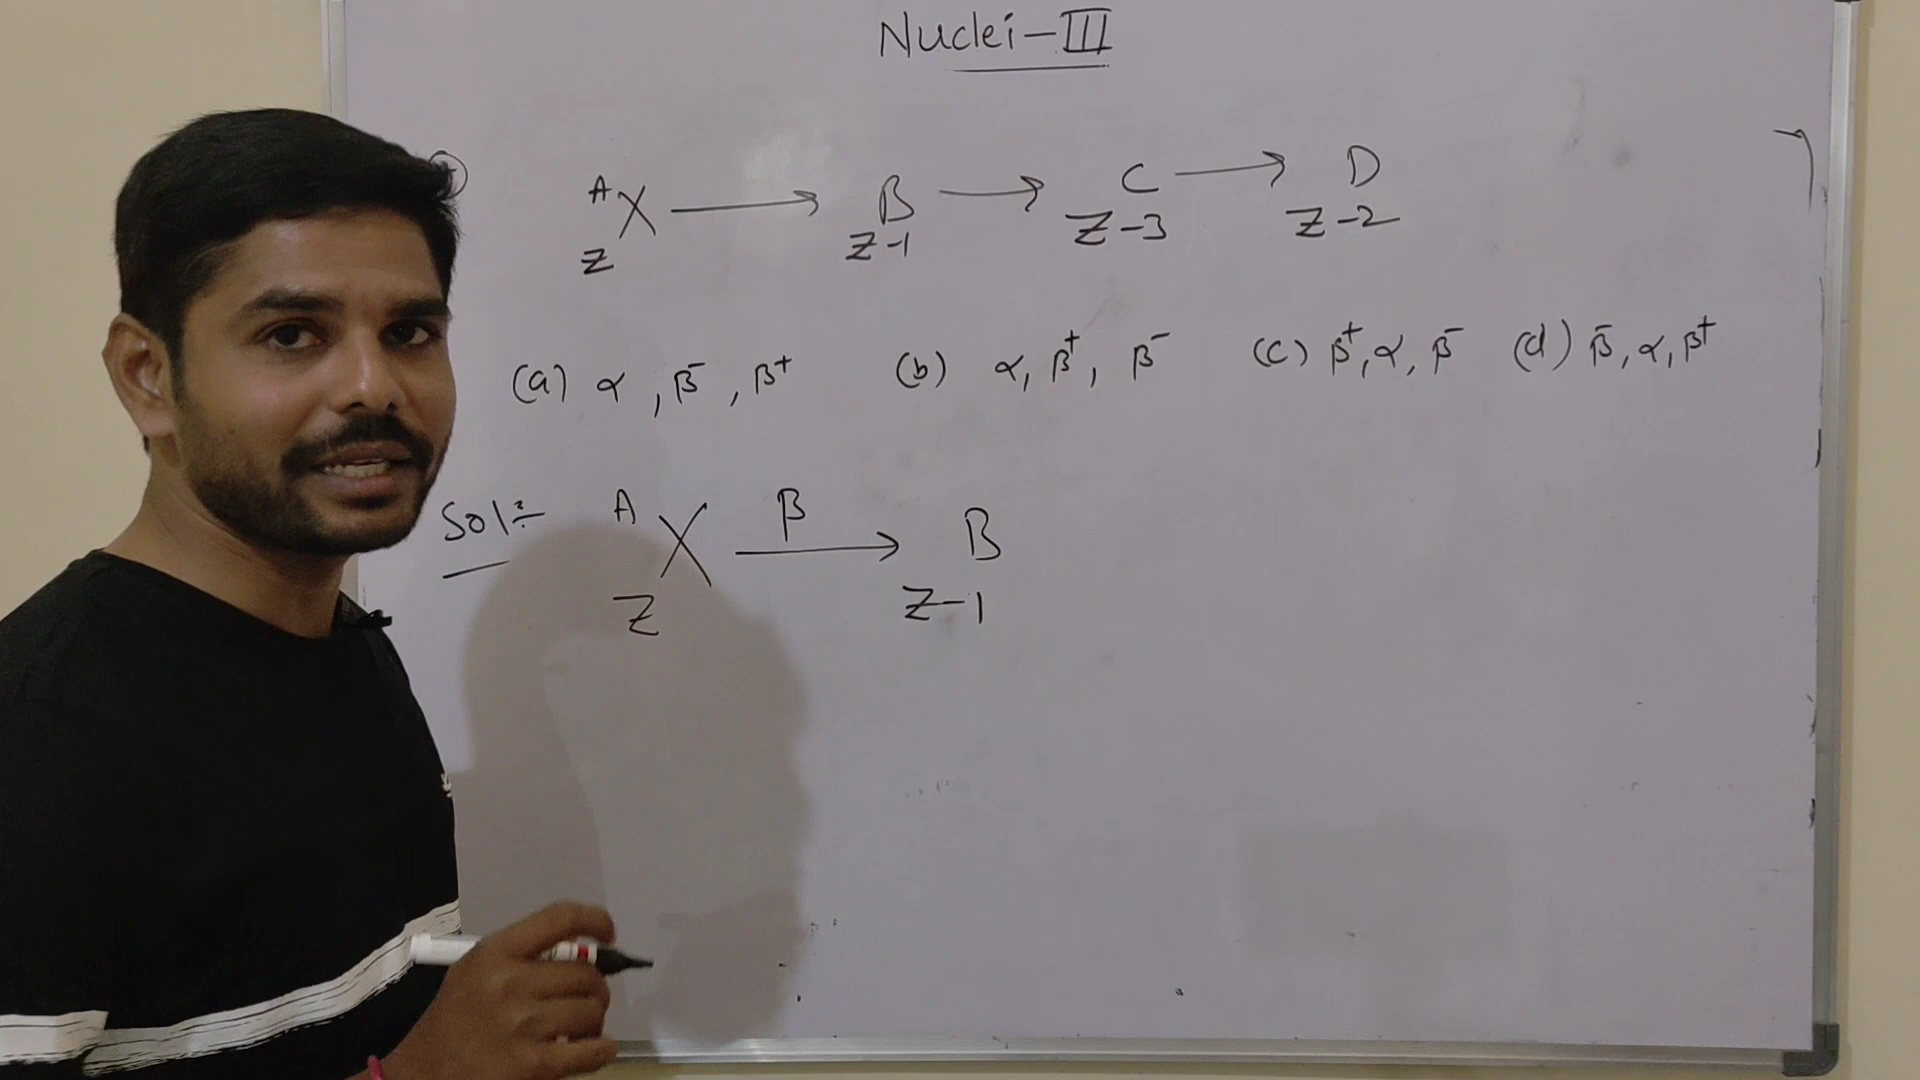 Nuclei-III
A X Z → B Z-1 → C Z-3 → D Z-2
(a) α, β⁻, β⁺ (b) α, β⁺, β⁻ (c) β⁺, α, β⁻ (d) β⁻, α, β⁺
Sol:- A X Z β → B Z-1